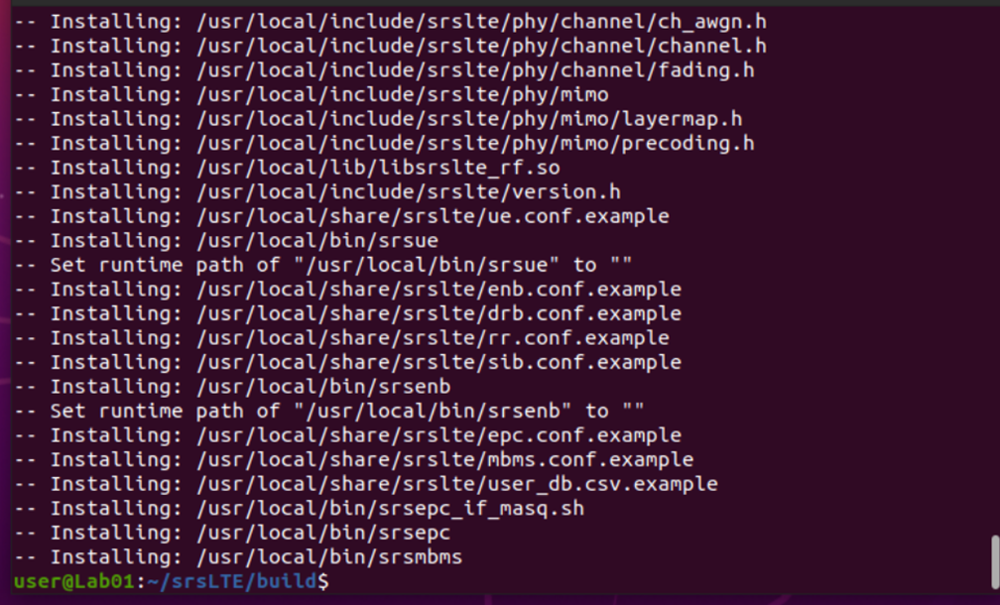 -- Installing: /usr/local/include/srslte/phy/channel/ch_awgn.h
-- Installing: /usr/local/include/srslte/phy/channel/channel.h
-- Installing: /usr/local/include/srslte/phy/channel/fading.h
-- Installing: /usr/local/include/srslte/phy/mimo
-- Installing: /usr/local/include/srslte/phy/mimo/layermap.h
-- Installing: /usr/local/include/srslte/phy/mimo/precoding.h
-- Installing: /usr/local/lib/libsrslte_rf.so
-- Installing: /usr/local/include/srslte/version.h
-- Installing: /usr/local/share/srslte/ue.conf.example
-- Installing: /usr/local/bin/srsue
-- Set runtime path of "/usr/local/bin/srsue" to ""
-- Installing: /usr/local/share/srslte/enb.conf.example
-- Installing: /usr/local/share/srslte/drb.conf.example
-- Installing: /usr/local/share/srslte/rr.conf.example
-- Installing: /usr/local/share/srslte/sib.conf.example
-- Installing: /usr/local/bin/srsenb
-- Set runtime path of "/usr/local/bin/srsenb" to ""
-- Installing: /usr/local/share/srslte/epc.conf.example
-- Installing: /usr/local/share/srslte/mbms.conf.example
-- Installing: /usr/local/share/srslte/user_db.csv.example
-- Installing: /usr/local/bin/srsepc_if_masq.sh
-- Installing: /usr/local/bin/srsepc
-- Installing: /usr/local/bin/srsmbms
user@Lab01:~/srsLTE/build$